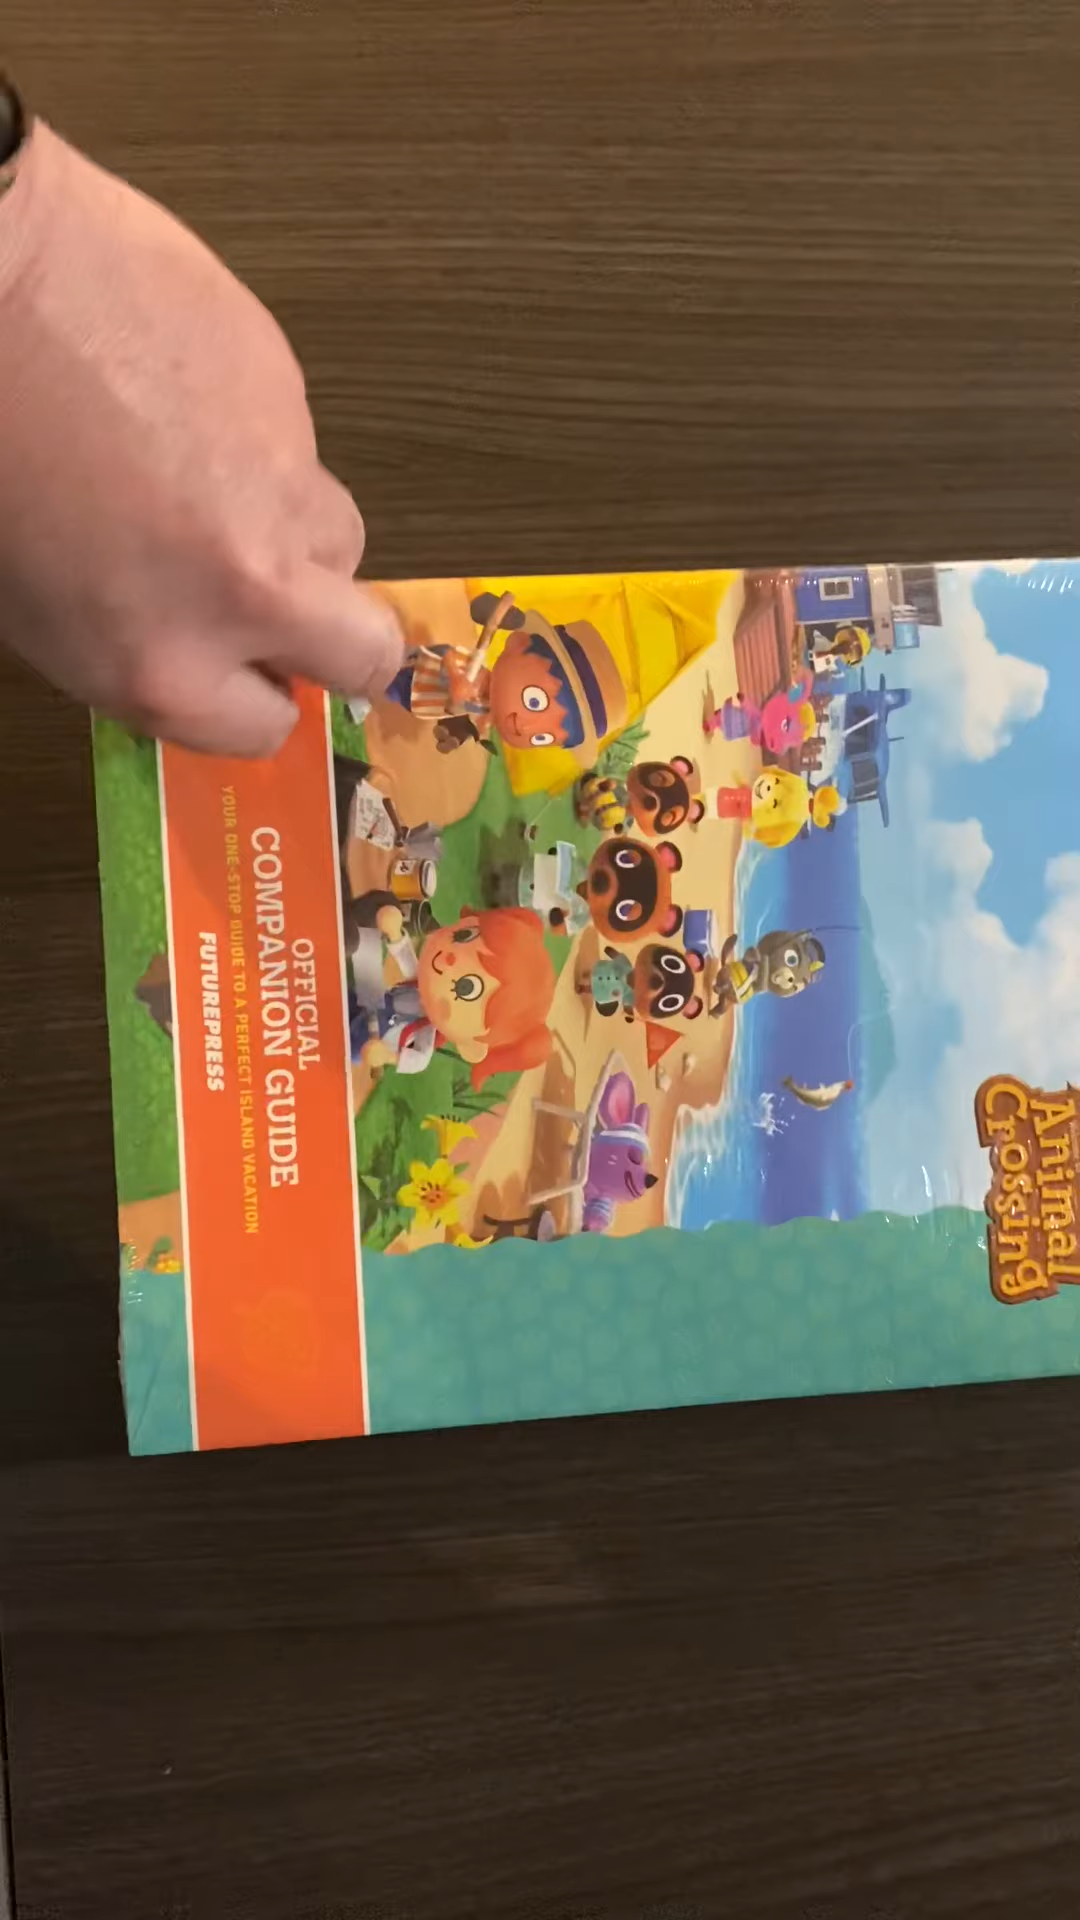 Animal
Crossing
OFFICIAL
COMPANION GUIDE
YOUR ONE-STOP GUIDE TO A PERFECT ISLAND VACATION
FUTUREPRESS